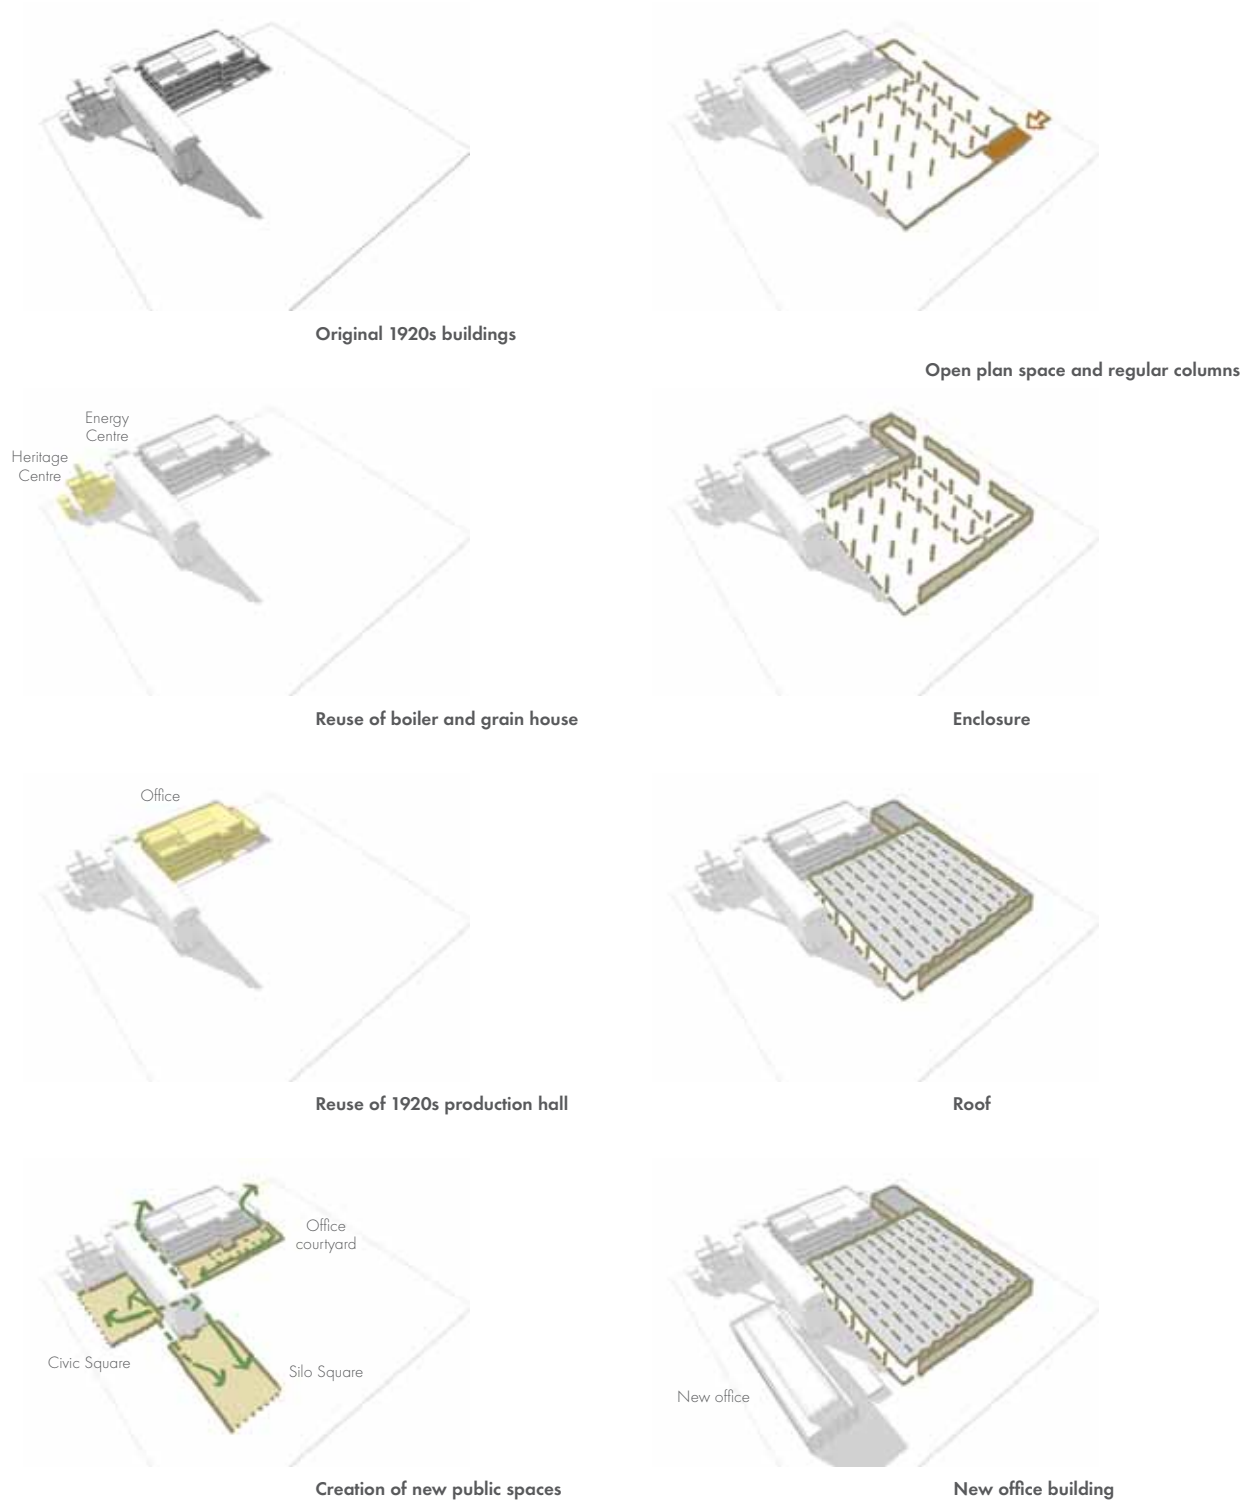 Original 1920s buildings
Open plan space and regular columns
Energy
Centre
Heritage
Centre
Reuse of boiler and grain house
Enclosure
Office
Reuse of 1920s production hall
Roof
Office
courtyard
Civic Square
Silo Square
Creation of new public spaces
New office
New office building